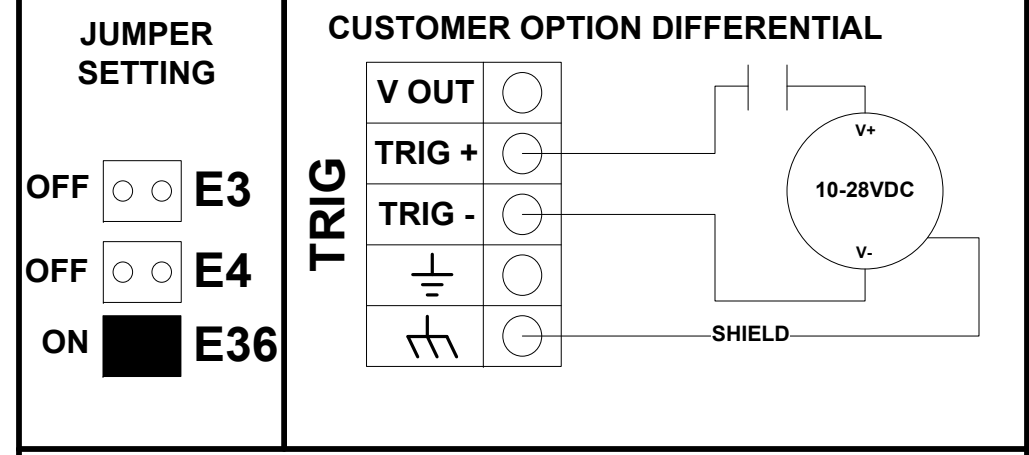 JUMPER
SETTING
OFF E3
OFF E4
ON E36
CUSTOMER OPTION DIFFERENTIAL
TRIG
V OUT
TRIG +
TRIG -
V+
10-28VDC
V-
SHIELD